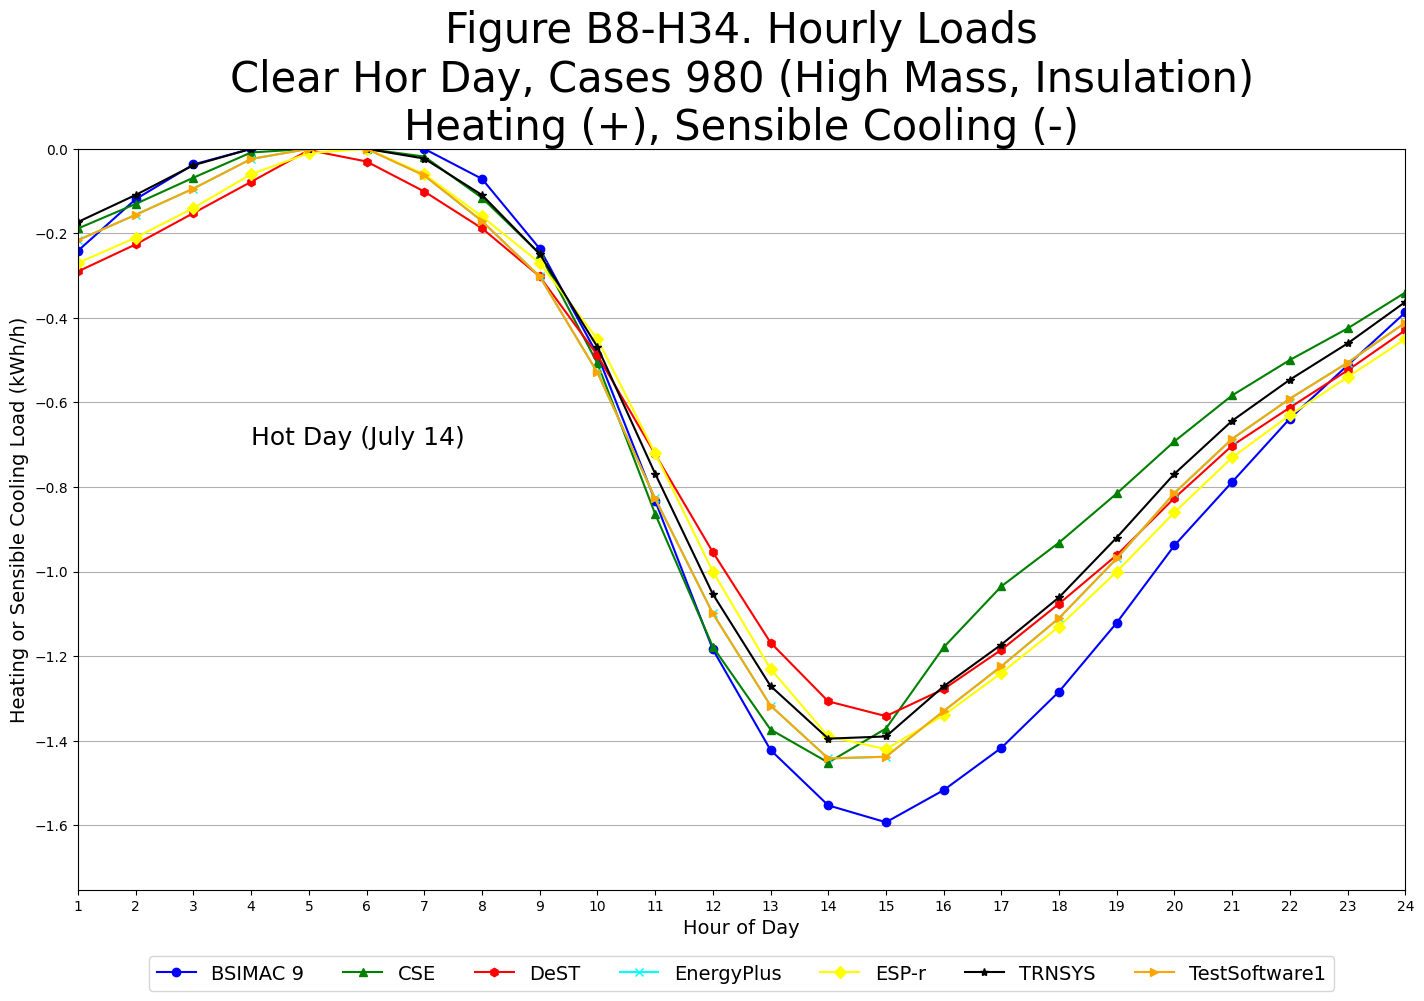 Figure B8-H34. Hourly Loads
Clear Hor Day, Cases 980 (High Mass, Insulation)
Heating (+), Sensible Cooling (-)
Heating or Sensible Cooling Load (kWh/h)
0.0
−0.2
−0.4
−0.6
−0.8
−1.0
−1.2
−1.4
−1.6
Hot Day (July 14)
1 2 3 4 5 6 7 8 9 10 11 12 13 14 15 16 17 18 19 20 21 22 23 24
Hour of Day
BSIMAC 9 CSE DeST EnergyPlus ESP-r TRNSYS TestSoftware1